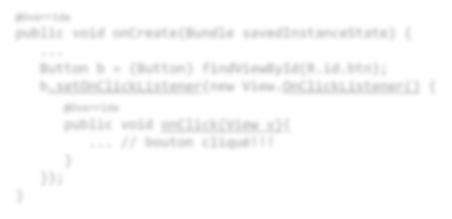 @Override
public void onCreate(Bundle savedInstanceState) {
...
Button b = (Button) findViewById(R.id.btn);
b.setOnClickListener(new View.OnClickListener() {
@Override
public void onClick(View v){
... // bouton cliqué!!!
}
});
}